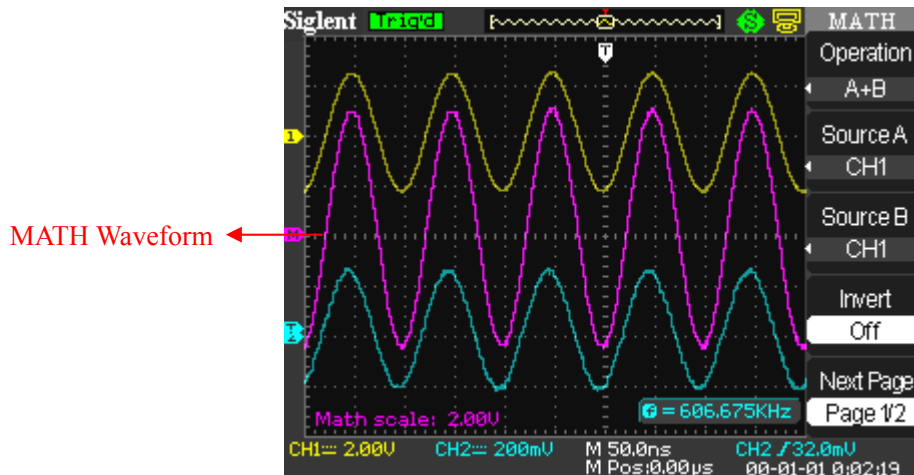 Siglent Trig'd MATH
Operation
A+B
Source A
CH1
Source B
CH1
Invert
Off
Next Page
Page 1/2
T
1
MATH Waveform
M
T
2
Math scale: 2.00V
f = 606.675KHz
CH1 2.00V CH2 200mV M 50.0ns CH2 32.0mV
M Pos:0.00µs 00-01-01 0:02:19